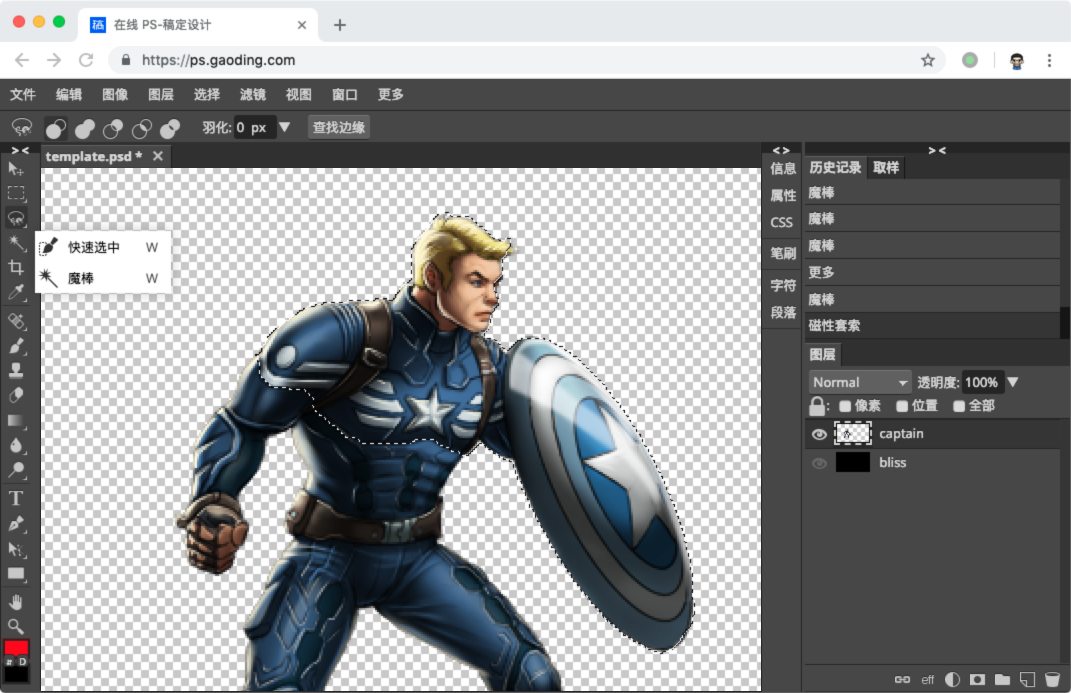 在线 PS-稿定设计
https://ps.gaoding.com
文件 编辑 图像 图层 选择 滤镜 视图 窗口 更多
羽化: 0 px 查找边缘
template.psd *
快速选中 W
魔棒 W
信息
属性
CSS
笔刷
字符
段落
历史记录 取样
魔棒
魔棒
魔棒
更多
魔棒
磁性套索
图层
Normal 透明度: 100%
像素 位置 全部
captain
bliss
# D
eff